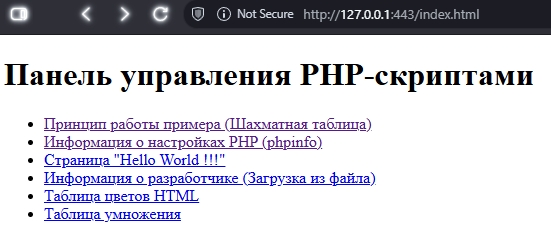 Not Secure http://127.0.0.1:443/index.html
Панель управления PHP-скриптами
Принцип работы примера (Шахматная таблица)
Информация о настройках PHP (phpinfo)
Страница "Hello World !!!"
Информация о разработчике (Загрузка из файла)
Таблица цветов HTML
Таблица умножения